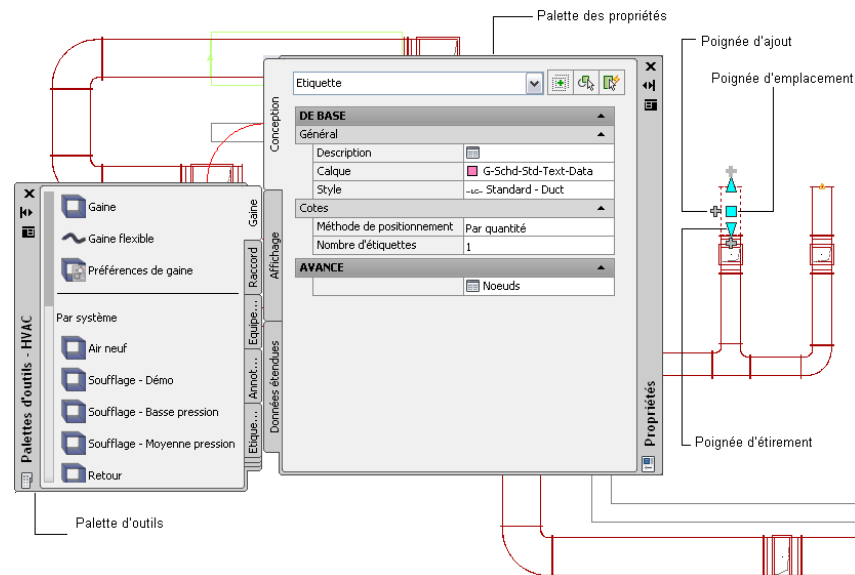 Palette des propriétés
Poignée d'ajout
Poignée d'emplacement
Etiquette
Conception
DE BASE
Général
Description
Calque
G-Schd-Std-Text-Data
Style
Standard - Duct
Cotes
Méthode de positionnement
Par quantité
Nombre d'étiquettes
1
AVANCE
Noeuds
Affichage
Données étendues
Propriétés
Gaine
Gaine flexible
Préférences de gaine
Par système
Air neuf
Soufflage - Démo
Soufflage - Basse pression
Soufflage - Moyenne pression
Retour
Gaine
Raccord
Equipe...
Annot...
Etique...
Palettes d'outils - HVAC
Poignée d'étirement
Palette d'outils